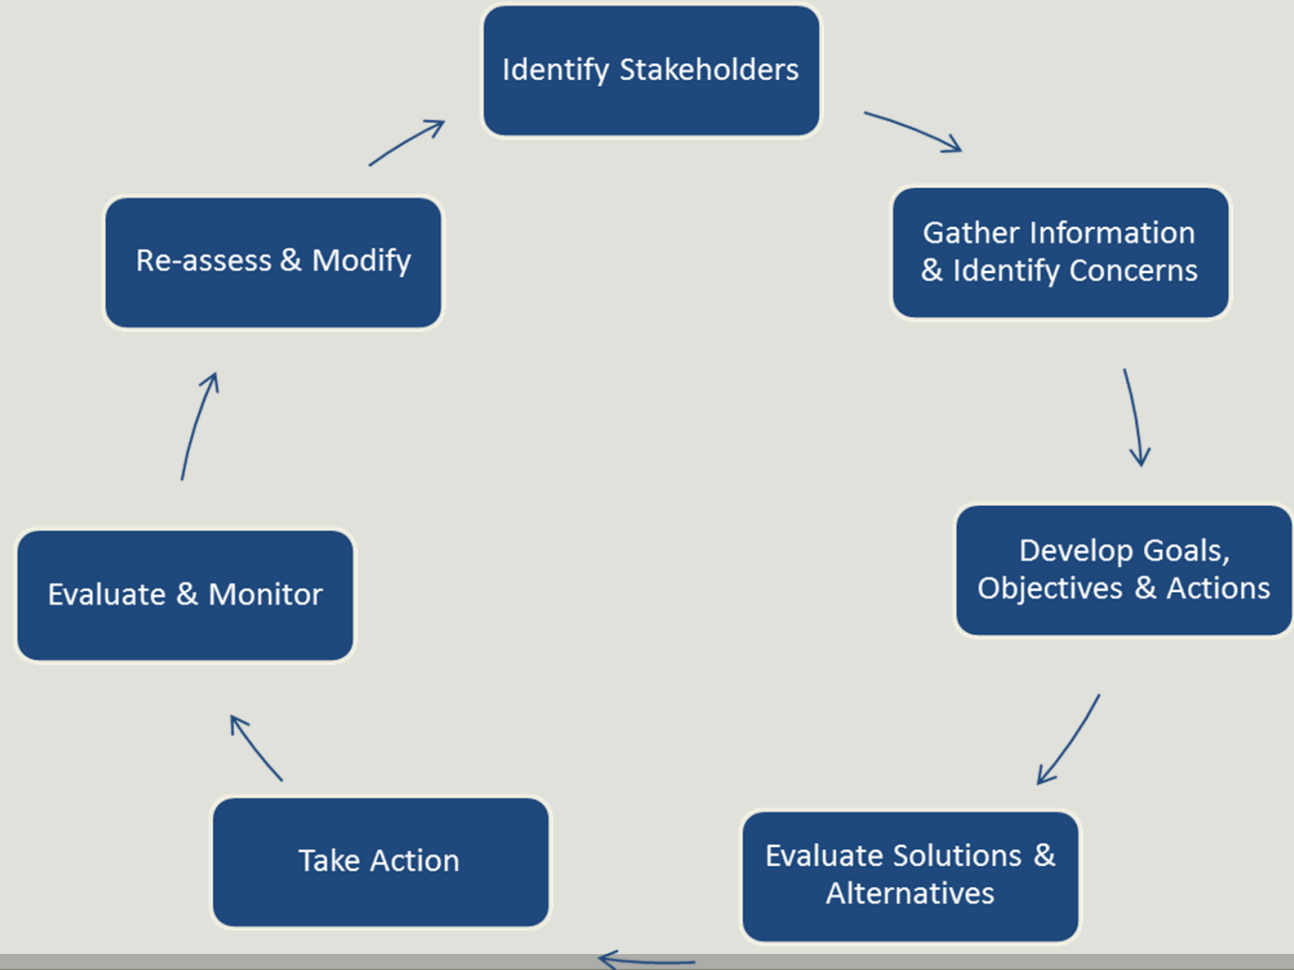 Identify Stakeholders
Gather Information
& Identify Concerns
Develop Goals,
Objectives & Actions
Evaluate Solutions &
Alternatives
Take Action
Evaluate & Monitor
Re-assess & Modify